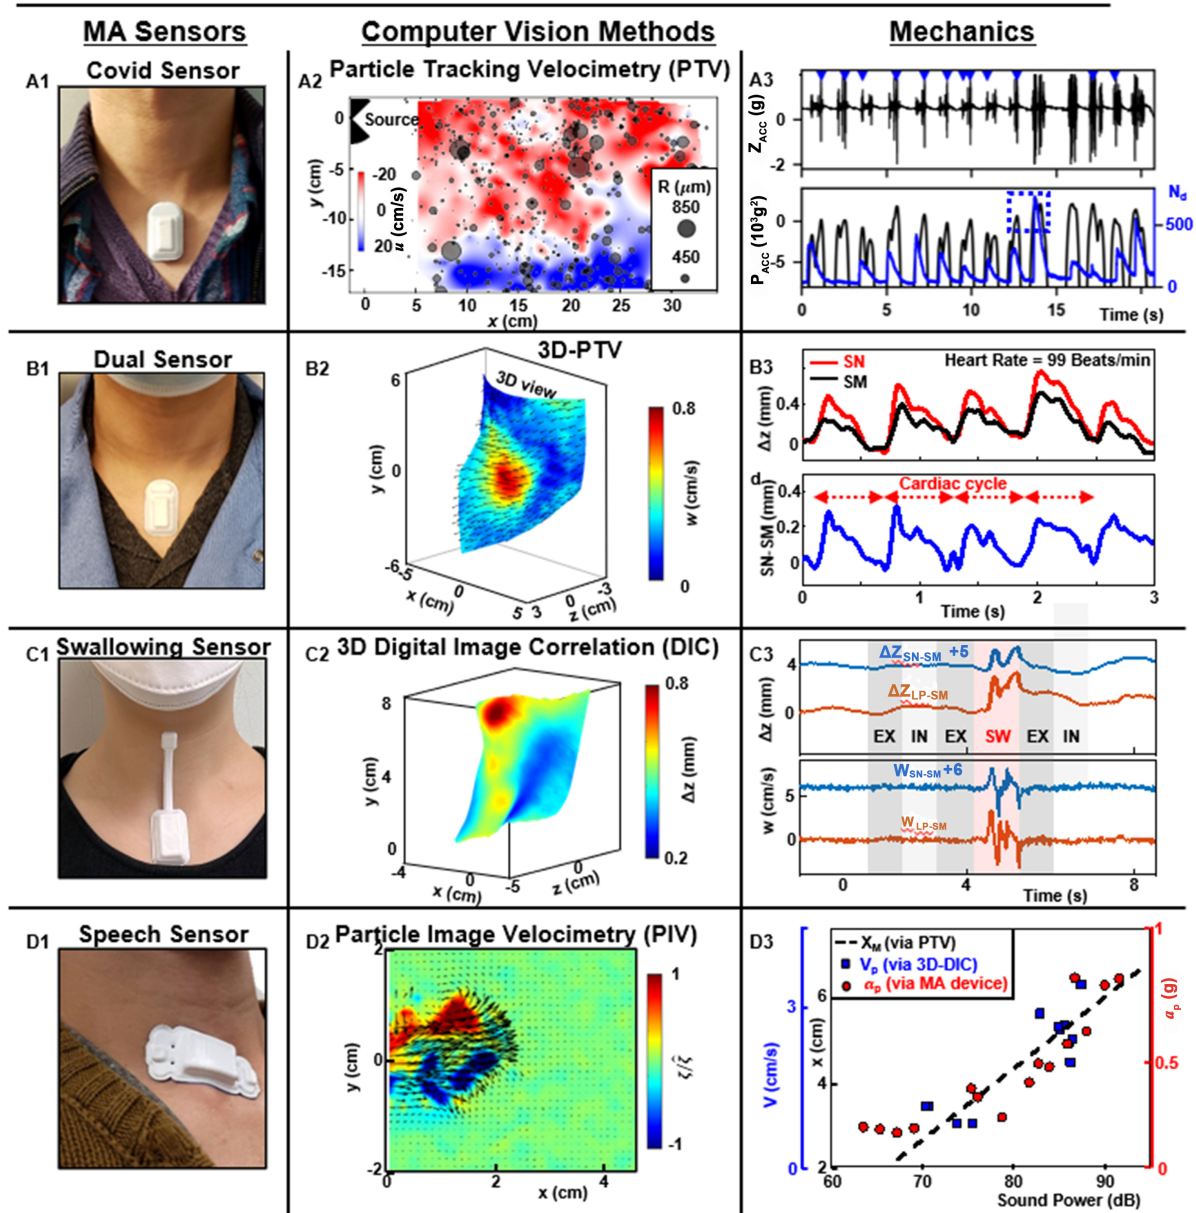 MA Sensors
Computer Vision Methods
Mechanics
A1
Covid Sensor
A2
Particle Tracking Velocimetry (PTV)
Source
0
-5
-10
-15
y (cm)
-20
0
20
u (cm/s)
R (μm)
850
450
0 5 10 15 20 25 30
x (cm)
A3
Z_ACC (g)
0
-2
P_ACC (10³g²)
0
-5
N_d
500
0
0 5 10 15
Time (s)
B1
Dual Sensor
B2
3D-PTV
3D view
6
0
-6
y (cm)
-5
0
5
x (cm)
3
0
-3
z (cm)
0.8
0
w (cm/s)
B3
SN
SM
Heart Rate = 99 Beats/min
0.4
0
Δz (mm)
d
Cardiac cycle
0.4
0.2
0
SN-SM (mm)
0 1 2 3
Time (s)
C1
Swallowing Sensor
C2
3D Digital Image Correlation (DIC)
8
4
0
y (cm)
-4
0
x (cm)
-5
0
z (cm)
0.8
0.2
Δz (mm)
C3
ΔZ_SN-SM +5
ΔZ_LP-SM
4
0
Δz (mm)
EX IN EX SW EX IN
W_SN-SM +6
W_LP-SM
5
0
w (cm/s)
0 4 8
Time (s)
D1
Speech Sensor
D2
Particle Image Velocimetry (PIV)
2
0
-2
y (cm)
0 2 4
x (cm)
1
-1
ζ/ζ̂
D3
X_M (via PTV)
V_p (via 3D-DIC)
a_p (via MA device)
3
0
V (cm/s)
6
4
2
x (cm)
1
0.5
0
a_p (g)
60 70 80 90
Sound Power (dB)